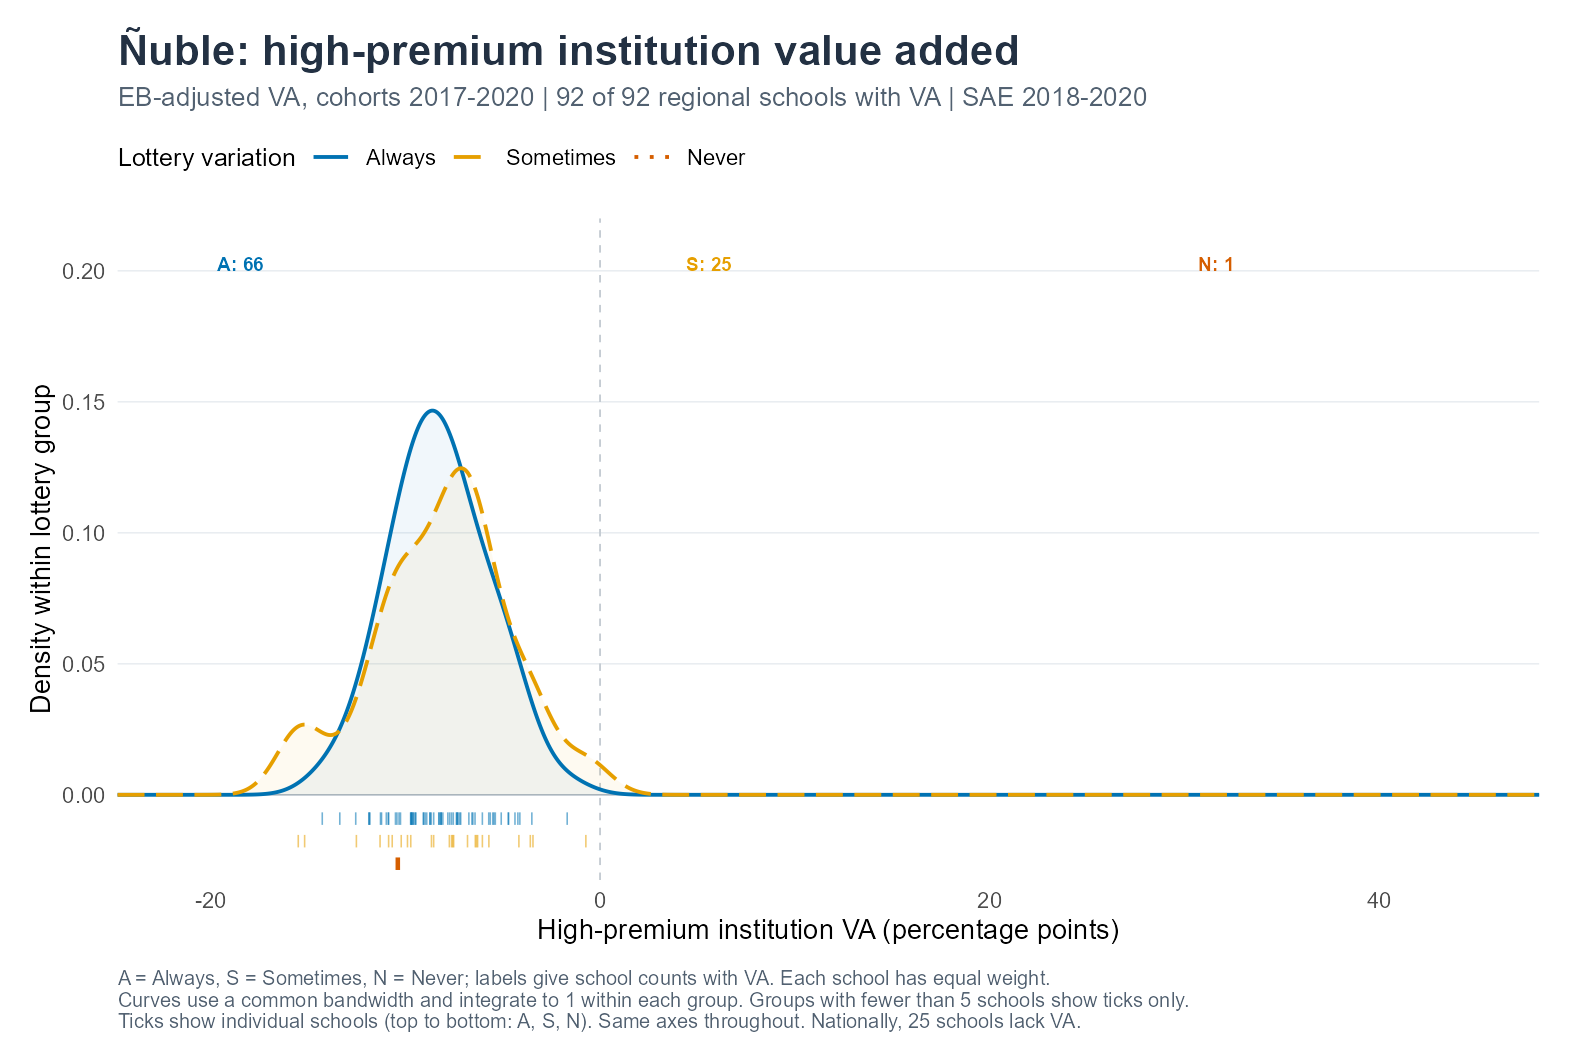 Ñuble: high-premium institution value added
EB-adjusted VA, cohorts 2017-2020 | 92 of 92 regional schools with VA | SAE 2018-2020
Lottery variation Always Sometimes Never
A: 66 S: 25 N: 1
0.20
0.15
0.10
0.05
0.00
Density within lottery group
-20 0 20 40
High-premium institution VA (percentage points)
A = Always, S = Sometimes, N = Never; labels give school counts with VA. Each school has equal weight.
Curves use a common bandwidth and integrate to 1 within each group. Groups with fewer than 5 schools show ticks only.
Ticks show individual schools (top to bottom: A, S, N). Same axes throughout. Nationally, 25 schools lack VA.